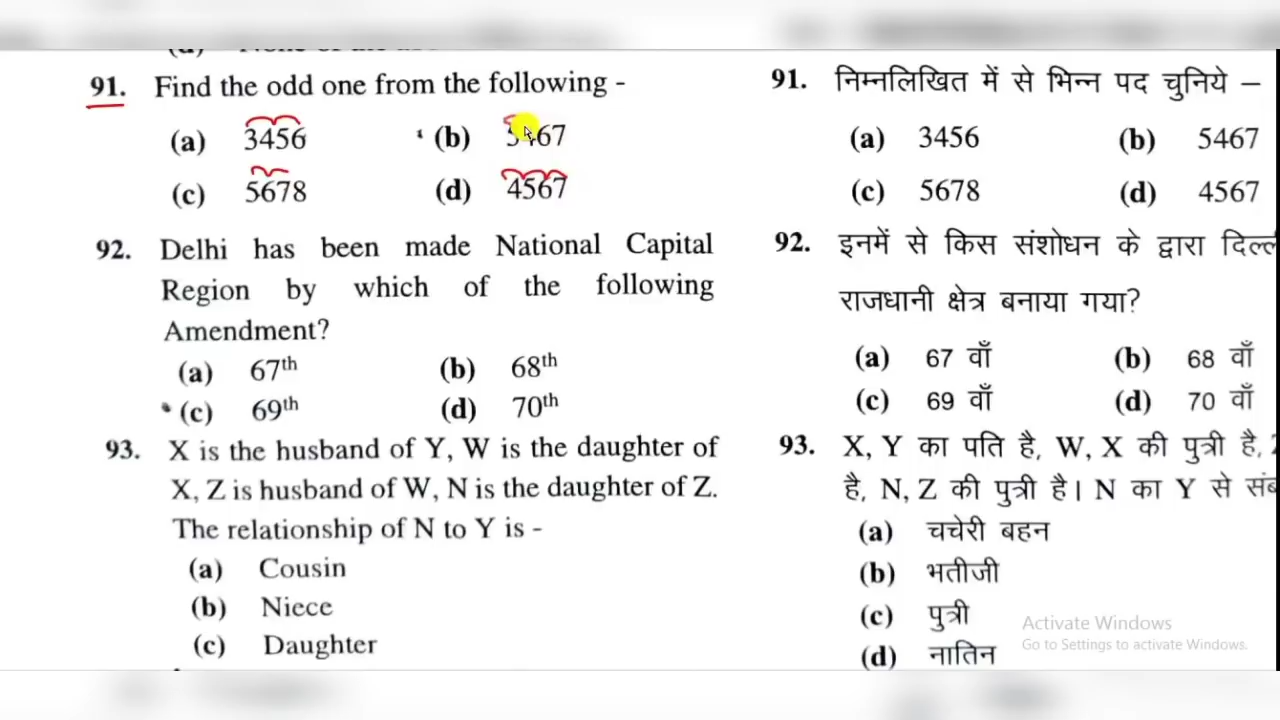 91. Find the odd one from the following -
(a) 3456 (b) 5467
(c) 5678 (d) 4567
92. Delhi has been made National Capital
Region by which of the following
Amendment?
(a) 67th (b) 68th
(c) 69th (d) 70th
93. X is the husband of Y, W is the daughter of
X, Z is husband of W, N is the daughter of Z.
The relationship of N to Y is -
(a) Cousin
(b) Niece
(c) Daughter
91. निम्नलिखित में से भिन्न पद चुनिये –
(a) 3456 (b) 5467
(c) 5678 (d) 4567
92. इनमें से किस संशोधन के द्वारा
राजधानी क्षेत्र बनाया गया?
(a) 67 वाँ (b) 68 वाँ
(c) 69 वाँ (d) 70 वाँ
93. X, Y का पति है, W, X की पुत्री है,
है, N, Z की पुत्री है। N का Y से
(a) चचेरी बहन
(b) भतीजी
(c) पुत्री
(d) नातिन
Activate Windows
Go to Settings to activate Windows.